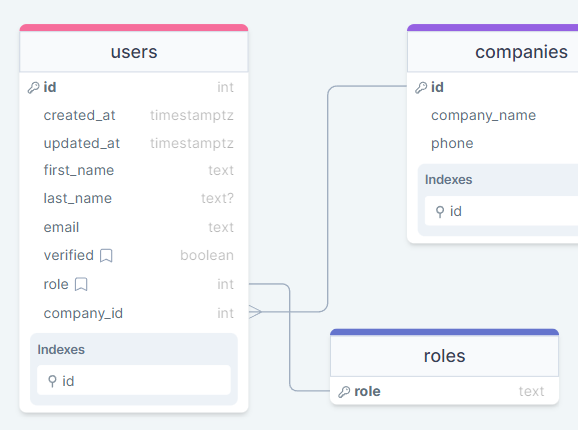 users
id int
created_at timestamptz
updated_at timestamptz
first_name text
last_name text?
email text
verified boolean
role int
company_id int
Indexes
id
companies
id
company_name
phone
Indexes
id
roles
role text